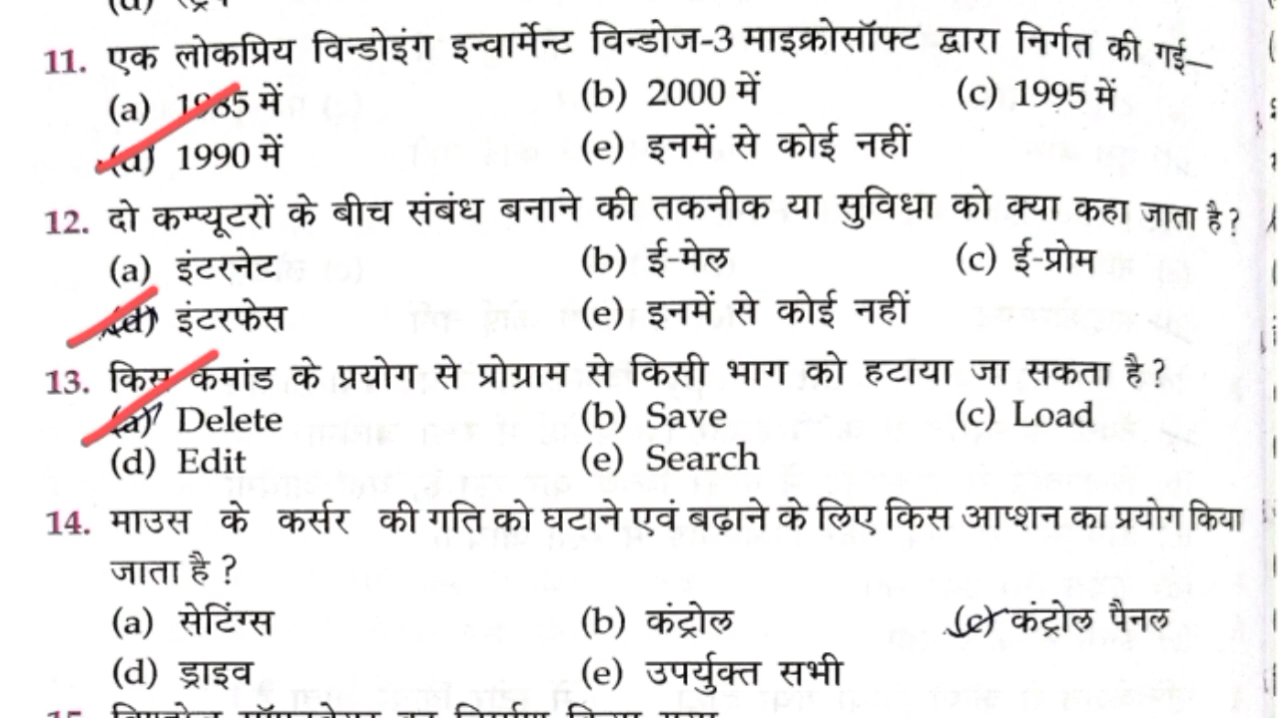 11. एक लोकप्रिय विन्डोइंग इन्वार्मेन्ट विन्डोज-3 माइक्रोसॉफ्ट द्वारा निर्गत की गई—
(a) 1985 में (b) 2000 में (c) 1995 में
(d) 1990 में (e) इनमें से कोई नहीं
12. दो कम्प्यूटरों के बीच संबंध बनाने की तकनीक या सुविधा को क्या कहा जाता है?
(a) इंटरनेट (b) ई-मेल (c) ई-प्रोम
(d) इंटरफेस (e) इनमें से कोई नहीं
13. किस कमांड के प्रयोग से प्रोग्राम से किसी भाग को हटाया जा सकता है?
(a) Delete (b) Save (c) Load
(d) Edit (e) Search
14. माउस के कर्सर की गति को घटाने एवं बढ़ाने के लिए किस आप्शन का प्रयोग किया
जाता है?
(a) सेटिंग्स (b) कंट्रोल (c) कंट्रोल पैनल
(d) ड्राइव (e) उपर्युक्त सभी